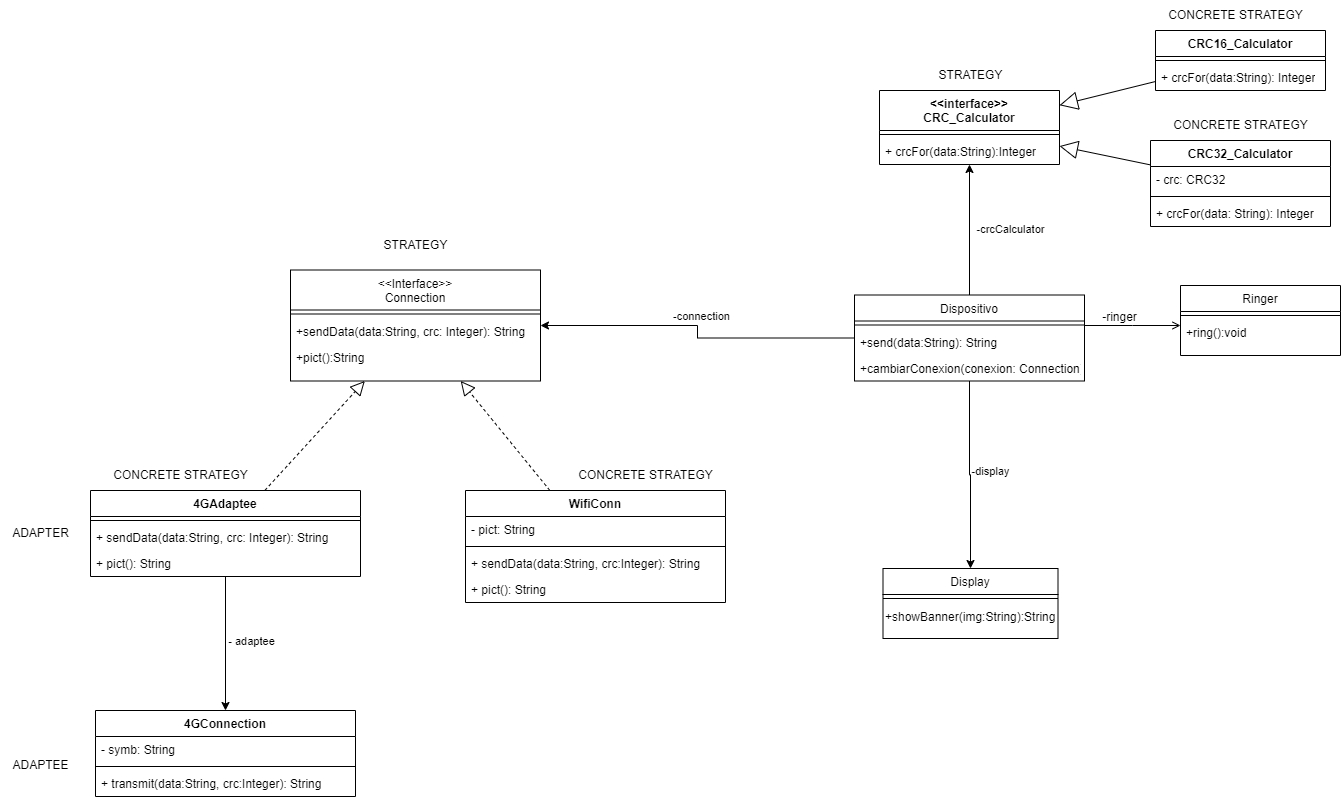 CONCRETE STRATEGY
CRC16_Calculator
+ crcFor(data:String): Integer
STRATEGY
<<interface>>
CRC_Calculator
+ crcFor(data:String):Integer
CONCRETE STRATEGY
CRC32_Calculator
- crc: CRC32
+ crcFor(data: String): Integer
-crcCalculator
STRATEGY
<<Interface>>
Connection
+sendData(data:String, crc: Integer): String
+pict():String
-connection
Dispositivo
+send(data:String): String
+cambiarConexion(conexion: Connection
-ringer
Ringer
+ring():void
-display
Display
+showBanner(img:String):String
CONCRETE STRATEGY
4GAdaptee
+ sendData(data:String, crc: Integer): String
+ pict(): String
ADAPTER
CONCRETE STRATEGY
WifiConn
- pict: String
+ sendData(data:String, crc:Integer): String
+ pict(): String
- adaptee
4GConnection
- symb: String
+ transmit(data:String, crc:Integer): String
ADAPTEE